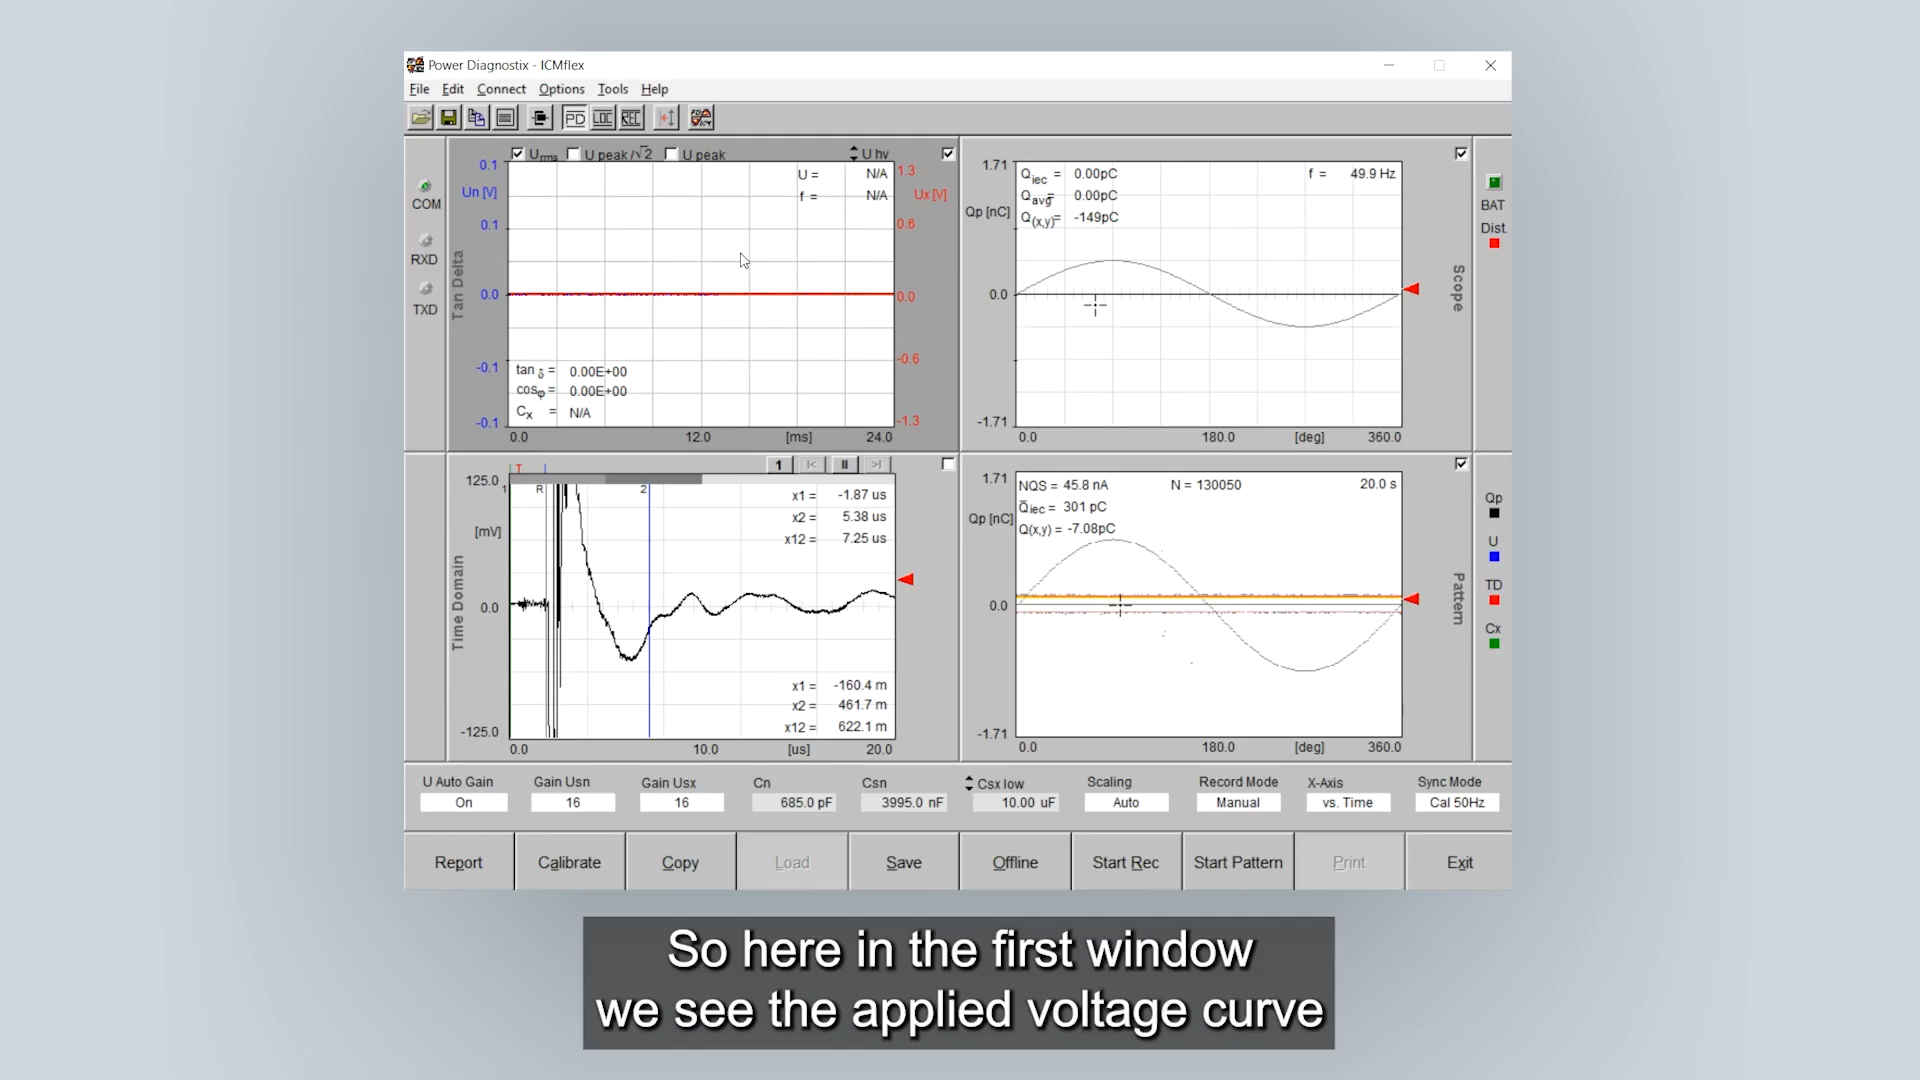 Power Diagnostix - ICMflex
File Edit Connect Options Tools Help
PD LOC REC
COM
RXD
TXD
Urms U peak/√2 U peak U hv
0.1
Un [V]
0.1
0.0
-0.1
-0.1
Tan Delta
U = N/A
f = N/A
tan δ = 0.00E+00
cosφ = 0.00E+00
Cx = N/A
1.3
Ux [V]
0.6
0.0
-0.6
-1.3
0.0 12.0 [ms] 24.0
1.71
Qp [nC]
0.0
-1.71
Qiec = 0.00pC
Qavg = 0.00pC
Q(x,y)= -149pC
f = 49.9 Hz
0.0 180.0 [deg] 360.0
Scope
BAT
Dist.
125.0
[mV]
0.0
-125.0
Time Domain
1
T
1 R 2
x1 = -1.87 us
x2 = 5.38 us
x12 = 7.25 us
x1 = -160.4 m
x2 = 461.7 m
x12 = 622.1 m
0.0 10.0 [us] 20.0
1.71
Qp [nC]
0.0
-1.71
NQS = 45.8 nA N = 130050 20.0 s
Q̄iec = 301 pC
Q(x,y) = -7.08pC
0.0 180.0 [deg] 360.0
Pattern
Qp
U
TD
Cx
U Auto Gain Gain Usn Gain Usx Cn Csn Csx low Scaling Record Mode X-Axis Sync Mode
On 16 16 685.0 pF 3995.0 nF 10.00 uF Auto Manual vs. Time Cal 50Hz
Report Calibrate Copy Load Save Offline Start Rec Start Pattern Print Exit
So here in the first window
we see the applied voltage curve